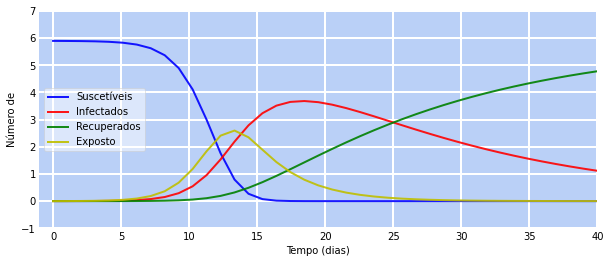 7
6
5
4
3
2
1
0
-1
Número de
Suscetíveis
Infectados
Recuperados
Exposto
0 5 10 15 20 25 30 35 40
Tempo (dias)